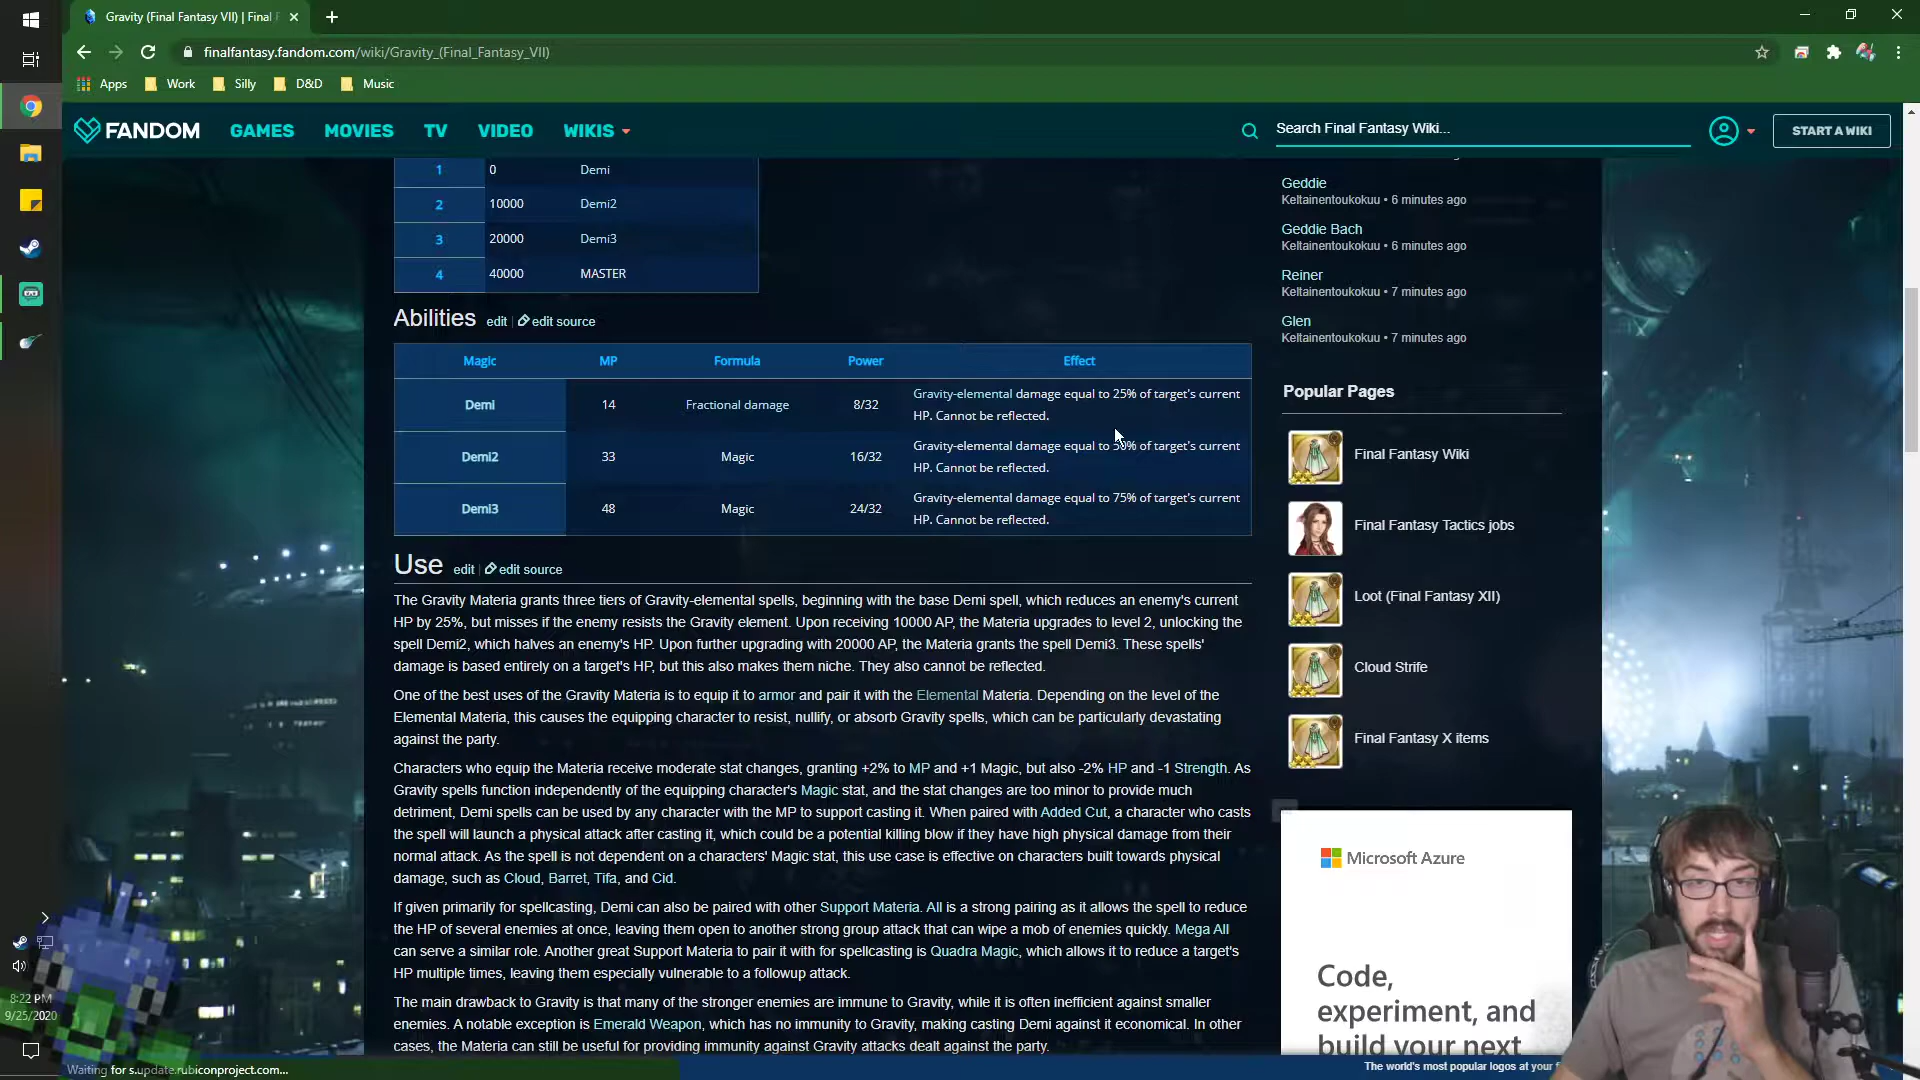 Gravity (Final Fantasy VII) | Final F
finalfantasy.fandom.com/wiki/Gravity_(Final_Fantasy_VII)
Apps
Work
Silly
D&D
Music
FANDOM
GAMES
MOVIES
TV
VIDEO
WIKIS
Search Final Fantasy Wiki...
START A WIKI
1 0 Demi
2 10000 Demi2
3 20000 Demi3
4 40000 MASTER
Abilities edit | edit source
Magic MP Formula Power Effect
Demi 14 Fractional damage 8/32 Gravity-elemental damage equal to 25% of target's current
HP. Cannot be reflected.
Demi2 33 Magic 16/32 Gravity-elemental damage equal to 50% of target's current
HP. Cannot be reflected.
Demi3 48 Magic 24/32 Gravity-elemental damage equal to 75% of target's current
HP. Cannot be reflected.
Use edit | edit source
The Gravity Materia grants three tiers of Gravity-elemental spells, beginning with the base Demi spell, which reduces an enemy's current
HP by 25%, but misses if the enemy resists the Gravity element. Upon receiving 10000 AP, the Materia upgrades to level 2, unlocking the
spell Demi2, which halves an enemy's HP. Upon further upgrading with 20000 AP, the Materia grants the spell Demi3. These spells'
damage is based entirely on a target's HP, but this also makes them niche. They also cannot be reflected.
One of the best uses of the Gravity Materia is to equip it to armor and pair it with the Elemental Materia. Depending on the level of the
Elemental Materia, this causes the equipping character to resist, nullify, or absorb Gravity spells, which can be particularly devastating
against the party.
Characters who equip the Materia receive moderate stat changes, granting +2% to MP and +1 Magic, but also -2% HP and -1 Strength. As
Gravity spells function independently of the equipping character's Magic stat, and the stat changes are too minor to provide much
detriment, Demi spells can be used by any character with the MP to support casting it. When paired with Added Cut, a character who casts
the spell will launch a physical attack after casting it, which could be a potential killing blow if they have high physical damage from their
normal attack. As the spell is not dependent on a characters' Magic stat, this use case is effective on characters built towards physical
damage, such as Cloud, Barret, Tifa, and Cid.
If given primarily for spellcasting, Demi can also be paired with other Support Materia. All is a strong pairing as it allows the spell to reduce
the HP of several enemies at once, leaving them open to another strong group attack that can wipe a mob of enemies quickly. Mega All
can serve a similar role. Another great Support Materia to pair it with for spellcasting is Quadra Magic, which allows it to reduce a target's
HP multiple times, leaving them especially vulnerable to a followup attack.
The main drawback to Gravity is that many of the stronger enemies are immune to Gravity, while it is often inefficient against smaller
enemies. A notable exception is Emerald Weapon, which has no immunity to Gravity, making casting Demi against it economical. In other
cases, the Materia can still be useful for providing immunity against Gravity attacks dealt against the party.
Geddie
Keltainentoukokuu • 6 minutes ago
Geddie Bach
Keltainentoukokuu • 6 minutes ago
Reiner
Keltainentoukokuu • 7 minutes ago
Glen
Keltainentoukokuu • 7 minutes ago
Popular Pages
Final Fantasy Wiki
Final Fantasy Tactics jobs
Loot (Final Fantasy XII)
Cloud Strife
Final Fantasy X items
Microsoft Azure
Code,
experiment, and
build your next
The world's most popular logos at your f
8:22 PM
9/25/2020
Waiting for s.update.rubiconproject.com...